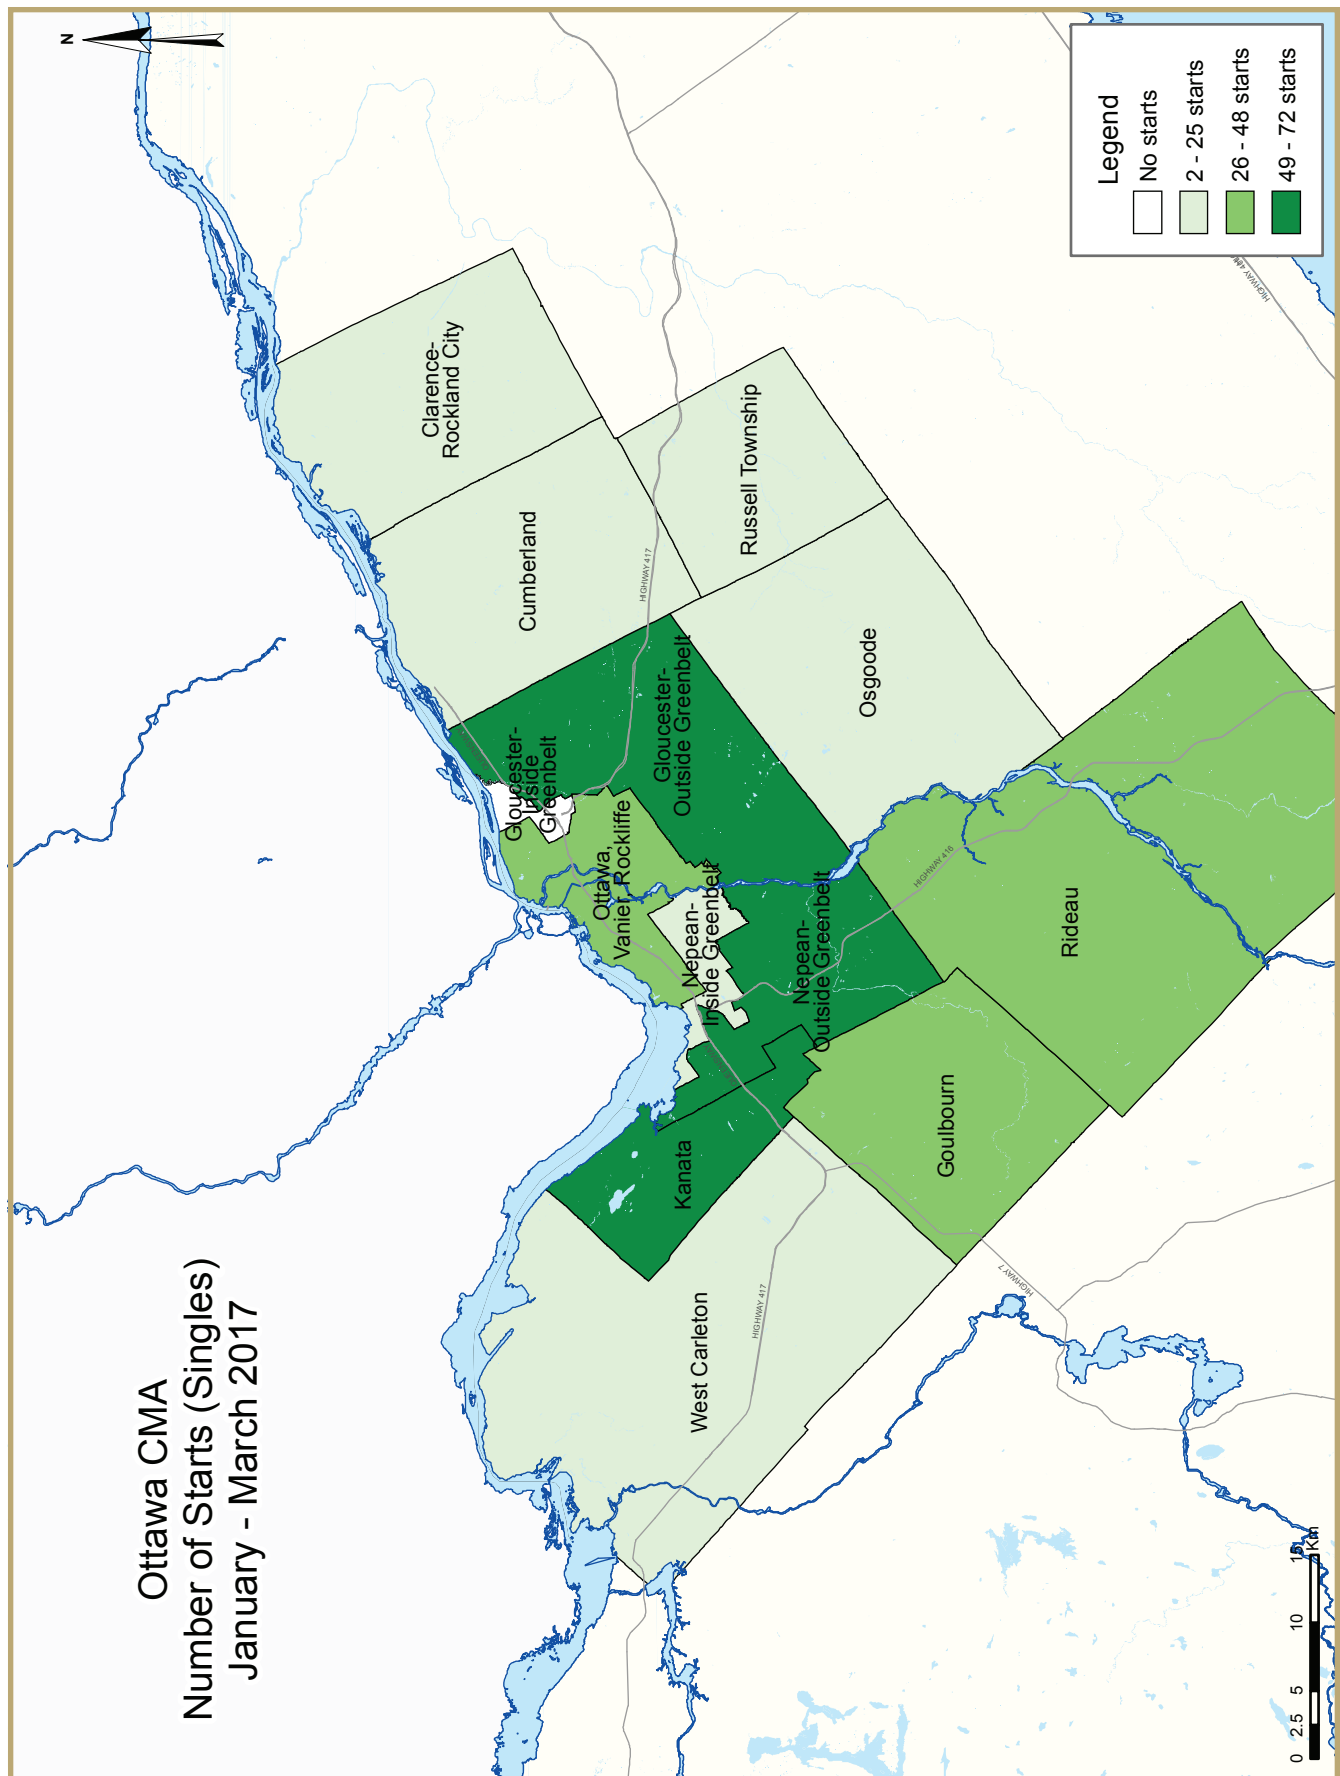 Ottawa CMA
Number of Starts (Singles)
January - March 2017
N
Legend
No starts
2 - 25 starts
26 - 48 starts
49 - 72 starts
Clarence-
Rockland City
Cumberland
Russell Township
HIGHWAY 417
Osgoode
Gloucester-
Outside Greenbelt
Gloucester-
Inside
Greenbelt
Ottawa,
Vanier, Rockliffe
Nepean-
Inside Greenbelt
Nepean-
Outside Greenbelt
HIGHWAY 416
Rideau
Goulbourn
Kanata
West Carleton
HIGHWAY 417
HIGHWAY 7
0 2.5 5 10 15
Km